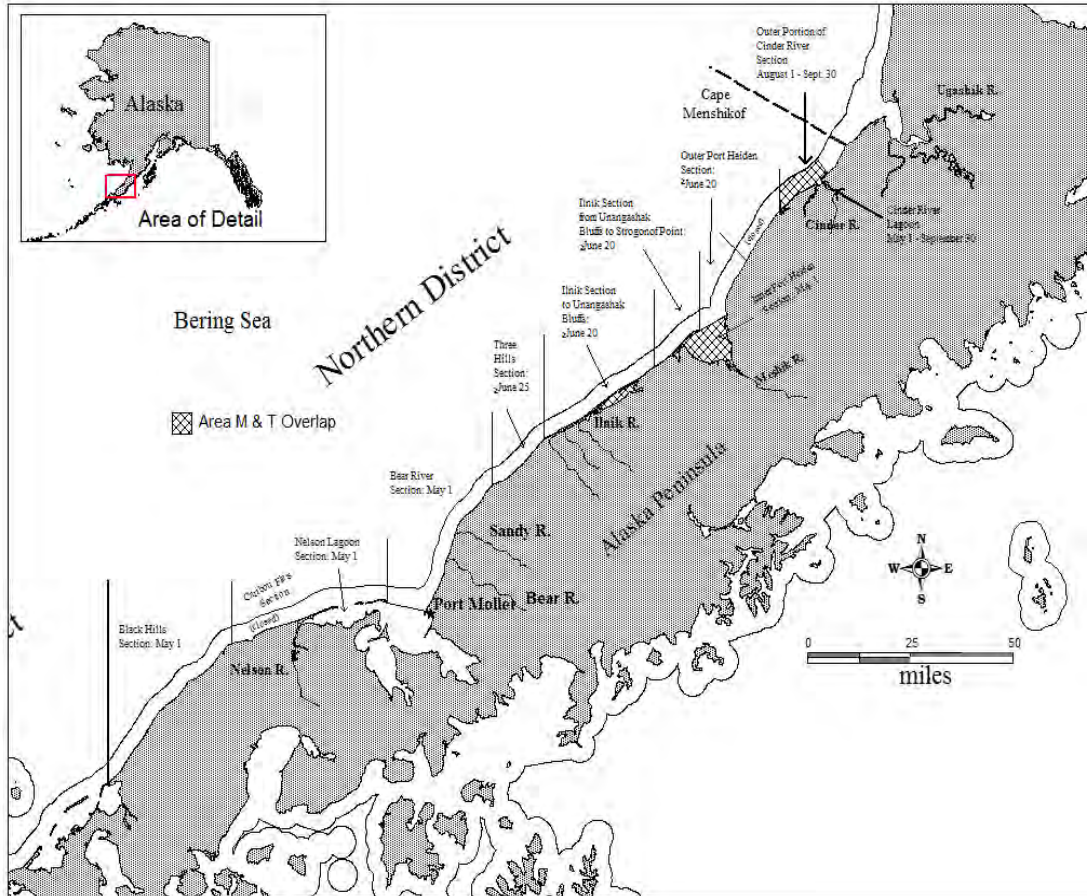 Alaska
Area of Detail
Outer Portion of
Cinder River
Section
August 1 - Sept. 30
Cape
Menshikof
Ugashik R.
Outer Port Heiden
Section:
≥June 20
Cinder River
Lagoon
May 1 - September 30
Cinder R.
(closed)
Ilnik Section
from Unangashak
Bluffs to Strogonof Point:
≥June 20
Inner Port Heiden
Section: May 1
Northern District
Bering Sea
Ilnik Section
to Unangashak
Bluffs:
≥June 20
Meshik R.
Three
Hills
Section:
≥June 25
Area M & T Overlap
Ilnik R.
Alaska Peninsula
Bear River
Section: May 1
Sandy R.
Nelson Lagoon
Section: May 1
N
W
E
S
Bear R.
Port Moller
Section
(closed)
Black Hills
Section: May 1
Nelson R.
0
25
50
miles